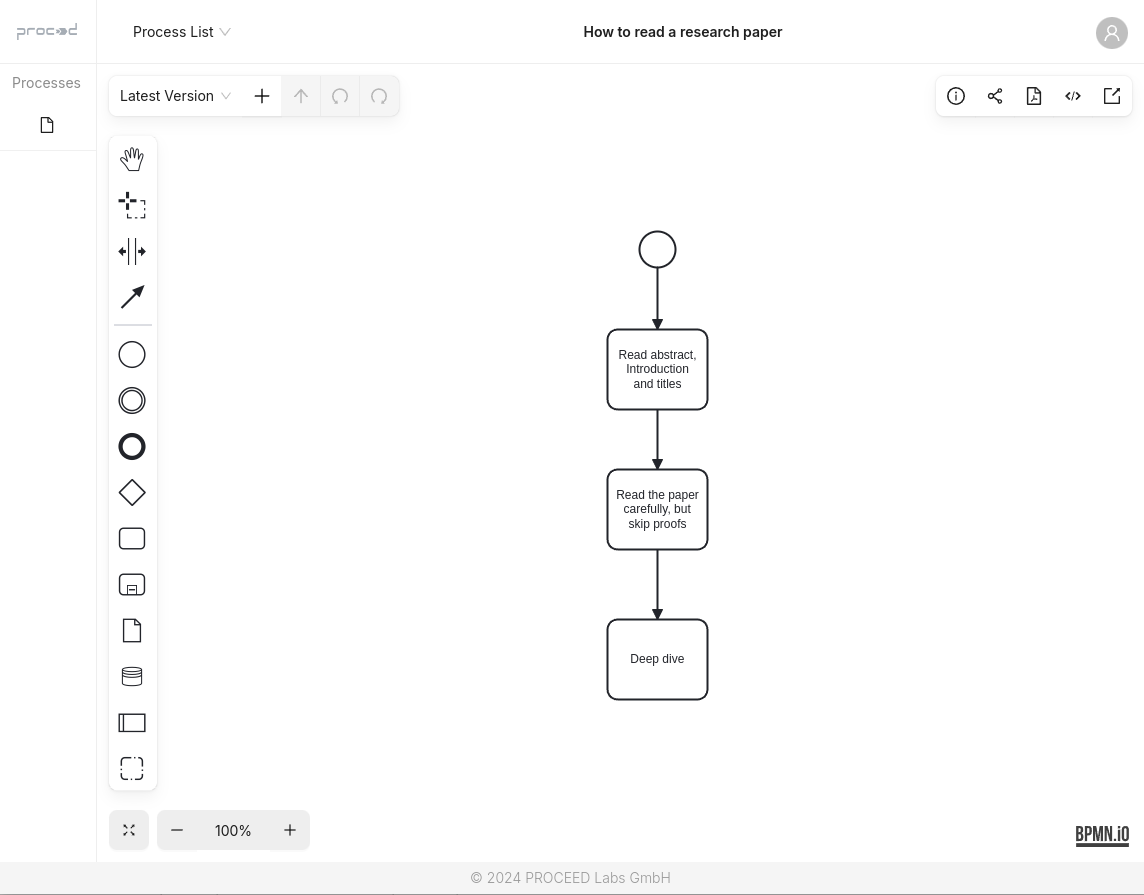 proceed
Process List
How to read a research paper
Processes
Latest Version
Read abstract,
Introduction
and titles
Read the paper
carefully, but
skip proofs
Deep dive
100%
BPMN.iO
© 2024 PROCEED Labs GmbH